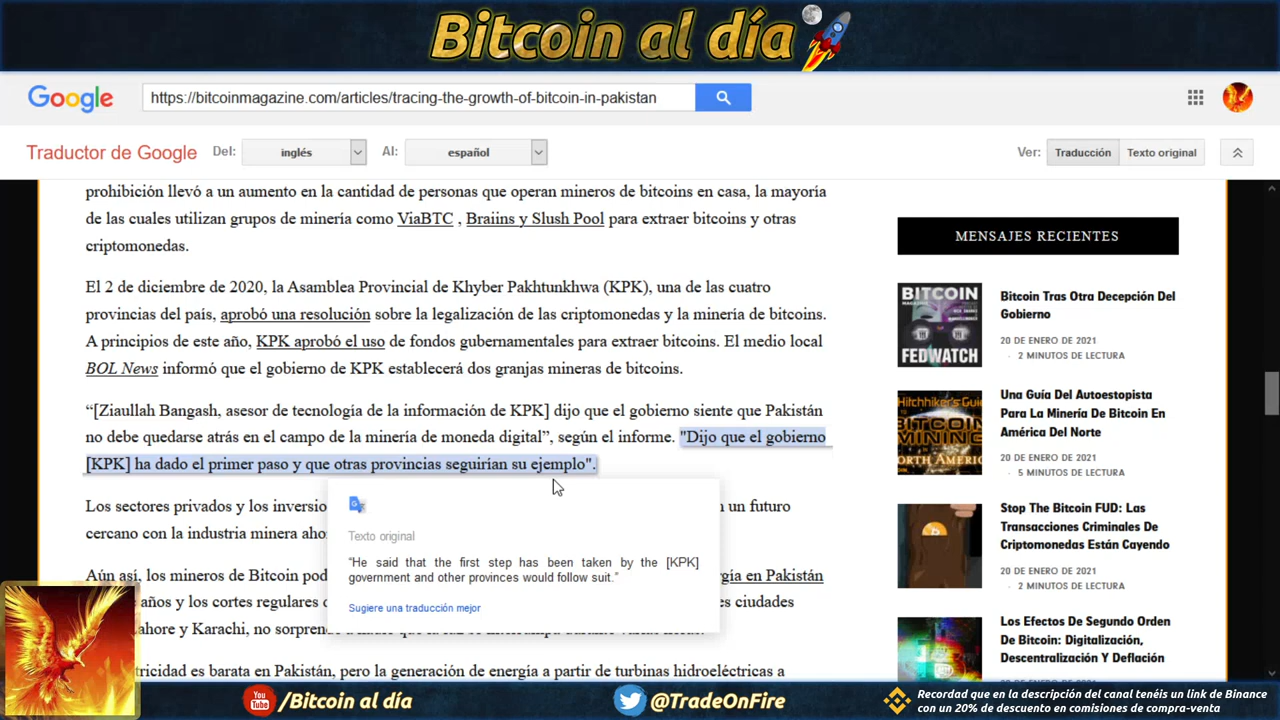 Bitcoin al día
Google
https://bitcoinmagazine.com/articles/tracing-the-growth-of-bitcoin-in-pakistan
Traductor de Google
Del:
inglés
Al:
español
Ver:
Traducción
Texto original
prohibición llevó a un aumento en la cantidad de personas que operan mineros de bitcoins en casa, la mayoría
de las cuales utilizan grupos de minería como ViaBTC , Braiins y Slush Pool para extraer bitcoins y otras
criptomonedas.
El 2 de diciembre de 2020, la Asamblea Provincial de Khyber Pakhtunkhwa (KPK), una de las cuatro
provincias del país, aprobó una resolución sobre la legalización de las criptomonedas y la minería de bitcoins.
A principios de este año, KPK aprobó el uso de fondos gubernamentales para extraer bitcoins. El medio local
BOL News informó que el gobierno de KPK establecerá dos granjas mineras de bitcoins.
“[Ziaullah Bangash, asesor de tecnología de la información de KPK] dijo que el gobierno siente que Pakistán
no debe quedarse atrás en el campo de la minería de moneda digital”, según el informe. "Dijo que el gobierno
[KPK] ha dado el primer paso y que otras provincias seguirían su ejemplo".
Los sectores privados y los inversio
n un futuro
cercano con la industria minera aho
Texto original
“He said that the first step has been taken by the [KPK]
government and other provinces would follow suit.”
Sugiere una traducción mejor
Aún así, los mineros de Bitcoin pod
gía en Pakistán
años y los cortes regulares d
es ciudades
ahore y Karachi, no sorprend
tricidad es barata en Pakistán, pero la generación de energía a partir de turbinas hidroeléctricas a
MENSAJES RECIENTES
BITCOIN
MAGAZINE
FEDWATCH
Bitcoin Tras Otra Decepción Del
Gobierno
20 DE ENERO DE 2021
· 2 MINUTOS DE LECTURA
Hitchhiker's Guide
TO
BITCOIN
MINING
NORTH AMERIC
Una Guía Del Autoestopista
Para La Minería De Bitcoin En
América Del Norte
20 DE ENERO DE 2021
· 5 MINUTOS DE LECTURA
Stop The Bitcoin FUD: Las
Transacciones Criminales De
Criptomonedas Están Cayendo
20 DE ENERO DE 2021
· 2 MINUTOS DE LECTURA
Los Efectos De Segundo Orden
De Bitcoin: Digitalización,
Descentralización Y Deflación
You
Tube
/Bitcoin al día
@TradeOnFire
Recordad que en la descripción del canal tenéis un link de Binance
con un 20% de descuento en comisiones de compra-venta